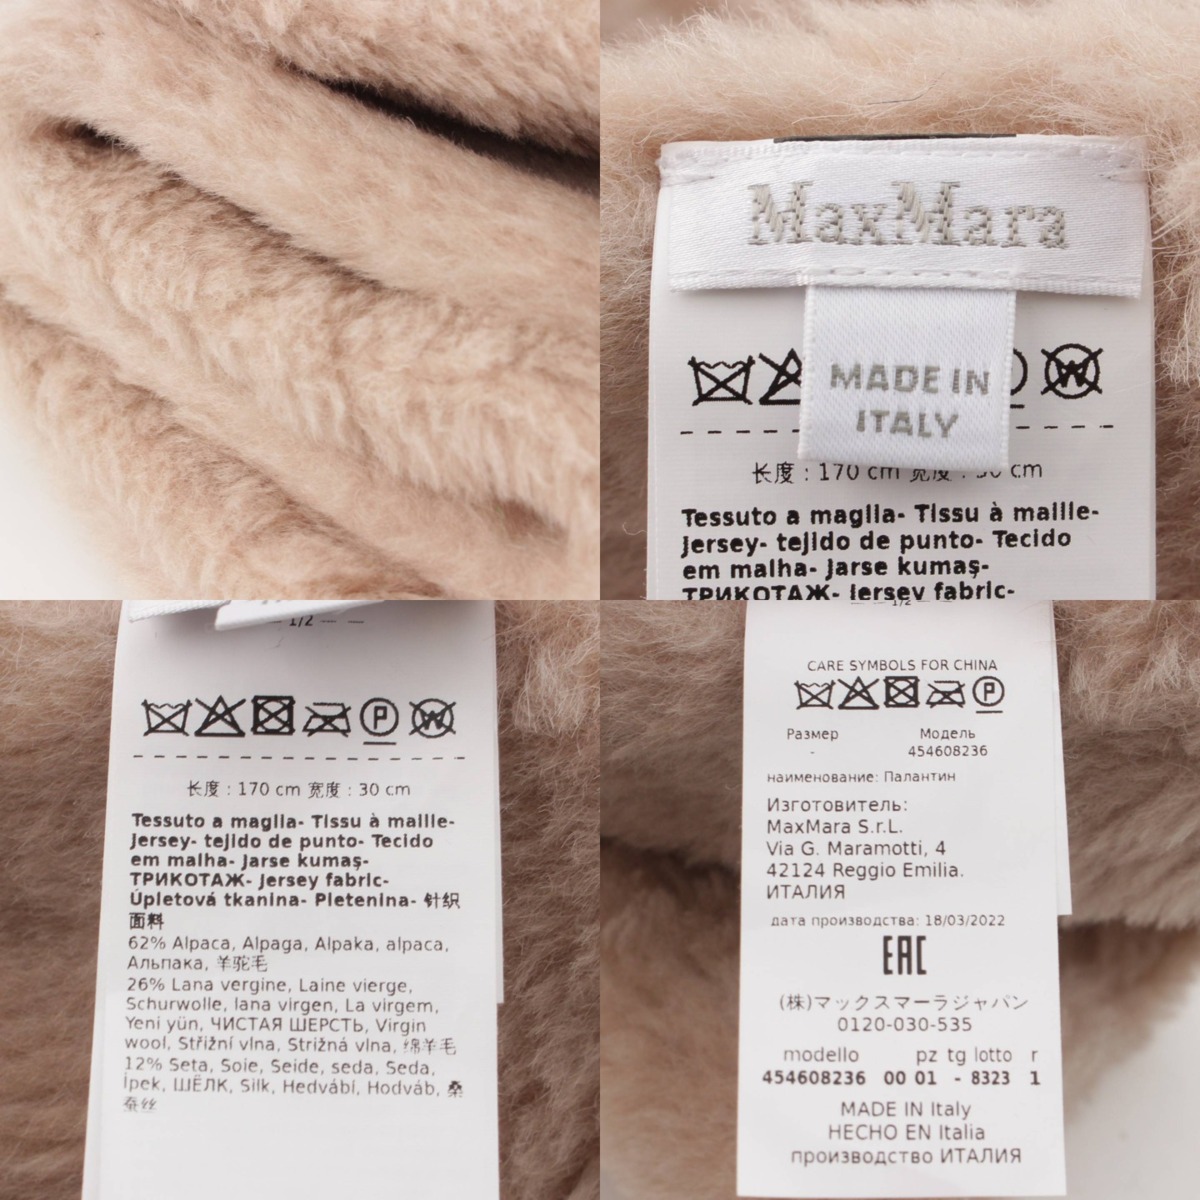 MaxMara
MADE IN
ITALY
长度 : 170 cm 宽度 : 30 cm
Tessuto a maglia- Tissu à maille-
Jersey- tejido de punto- Tecido
em malha- Jarse kumaş-
ТРИКОТАЖ- Jersey fabric-
1/2
长度 : 170 cm 宽度 : 30 cm
Tessuto a maglia- Tissu à maille-
Jersey- tejido de punto- Tecido
em malha- Jarse kumaş-
ТРИКОТАЖ- Jersey fabric-
Úpletová tkanina- Pletenina- 针织
面料
62% Alpaca, Alpaga, Alpaka, alpaca,
Альпака, 羊驼毛
26% Lana vergine, Laine vierge,
Schurwolle, lana virgen, La virgem,
Yeni yün, ЧИСТАЯ ШЕРСТЬ, Virgin
wool, Střižní vlna, Strižná vlna, 绵羊毛
12% Seta, Soie, Seide, seda, Seda,
İpek, ШЁЛК, Silk, Hedvábí, Hodváb, 桑
蚕丝
1/2
CARE SYMBOLS FOR CHINA
Размер Модель
- 454608236
наименование: Палантин
Изготовитель:
MaxMara S.r.L.
Via G. Maramotti, 4
42124 Reggio Emilia.
ИТАЛИЯ
дата производства: 18/03/2022
EAC
(株)マックスマーラジャパン
0120-030-535
modello pz tg lotto r
454608236 00 01 - 8323 1
MADE IN Italy
HECHO EN Italia
производство ИТАЛИЯ